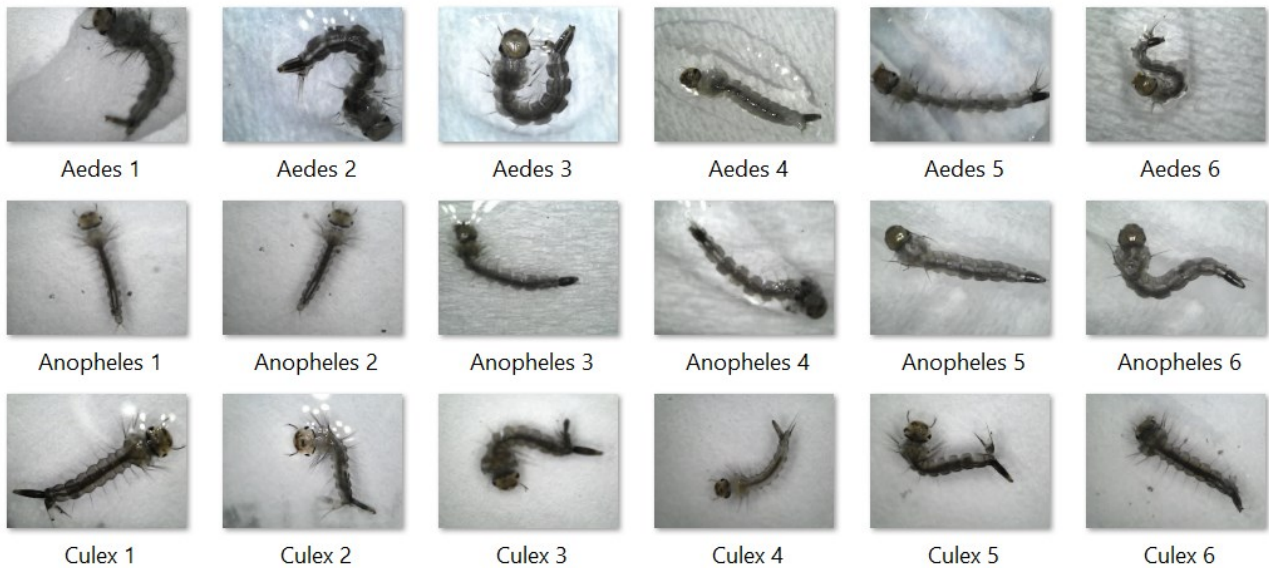 Aedes 1 Aedes 2 Aedes 3 Aedes 4 Aedes 5 Aedes 6
Anopheles 1 Anopheles 2 Anopheles 3 Anopheles 4 Anopheles 5 Anopheles 6
Culex 1 Culex 2 Culex 3 Culex 4 Culex 5 Culex 6